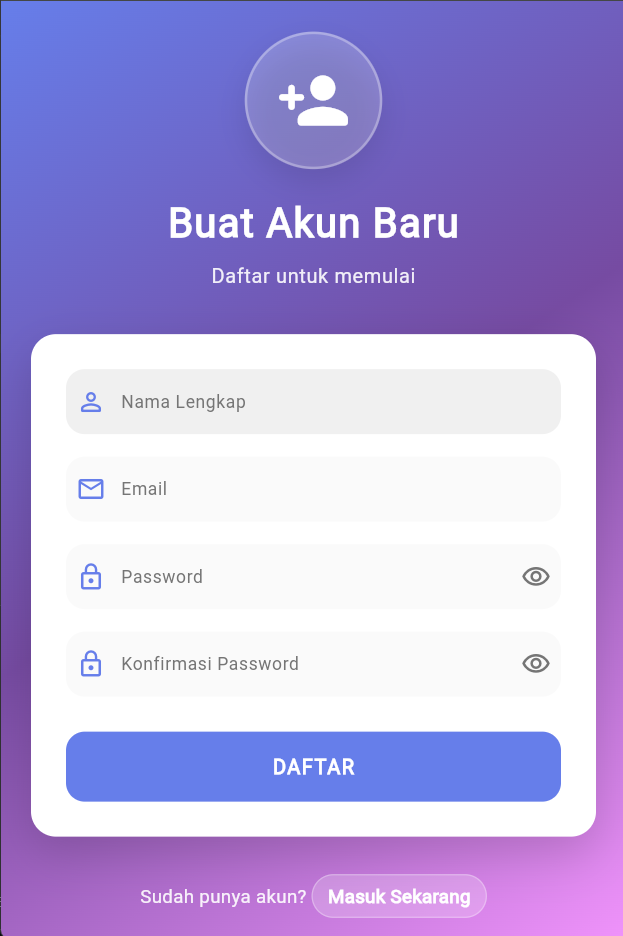 Buat Akun Baru
Daftar untuk memulai
Nama Lengkap
Email
Password
Konfirmasi Password
DAFTAR
Sudah punya akun? Masuk Sekarang